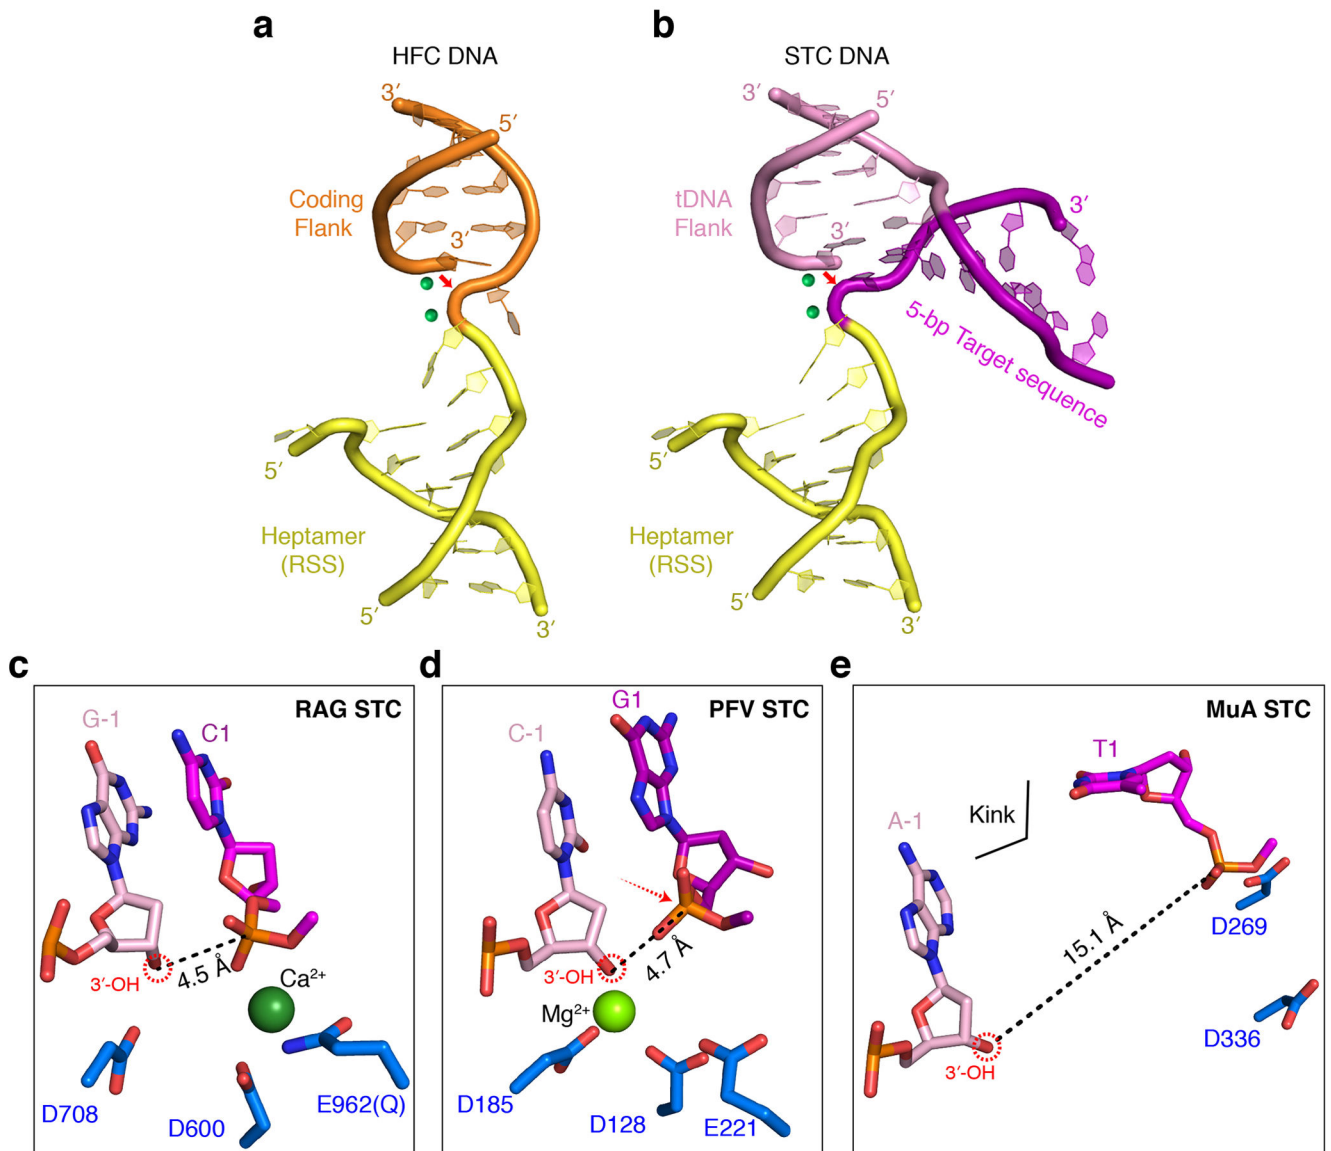 a
HFC DNA
3′
5′
Coding
Flank
3′
5′
Heptamer
(RSS)
5′
3′
b
STC DNA
3′
5′
tDNA
Flank
3′
3′
5-bp Target sequence
5′
Heptamer
(RSS)
5′
3′
c
RAG STC
G-1
C1
3′-OH
4.5 Å
Ca²⁺
D708
D600
E962(Q)
d
PFV STC
G1
C-1
3′-OH
4.7 Å
Mg²⁺
D185
D128
E221
e
MuA STC
T1
Kink
A-1
15.1 Å
D269
D336
3′-OH